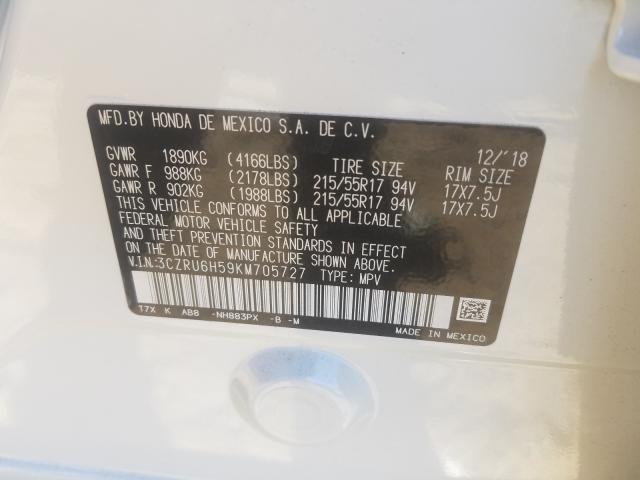 MFD.BY HONDA DE MEXICO S.A. DE C.V.
12/'18
GVWR 1890KG (4166LBS) TIRE SIZE RIM SIZE
GAWR F 988KG (2178LBS) 215/55R17 94V 17X7.5J
GAWR R 902KG (1988LBS) 215/55R17 94V 17X7.5J
THIS VEHICLE CONFORMS TO ALL APPLICABLE
FEDERAL MOTOR VEHICLE SAFETY
AND THEFT PREVENTION STANDARDS IN EFFECT
ON THE DATE OF MANUFACTURE SHOWN ABOVE.
V.I.N:3CZRU6H59KM705727 TYPE: MPV
T7X K AB8 -NH883PX -B -M
MADE IN MEXICO